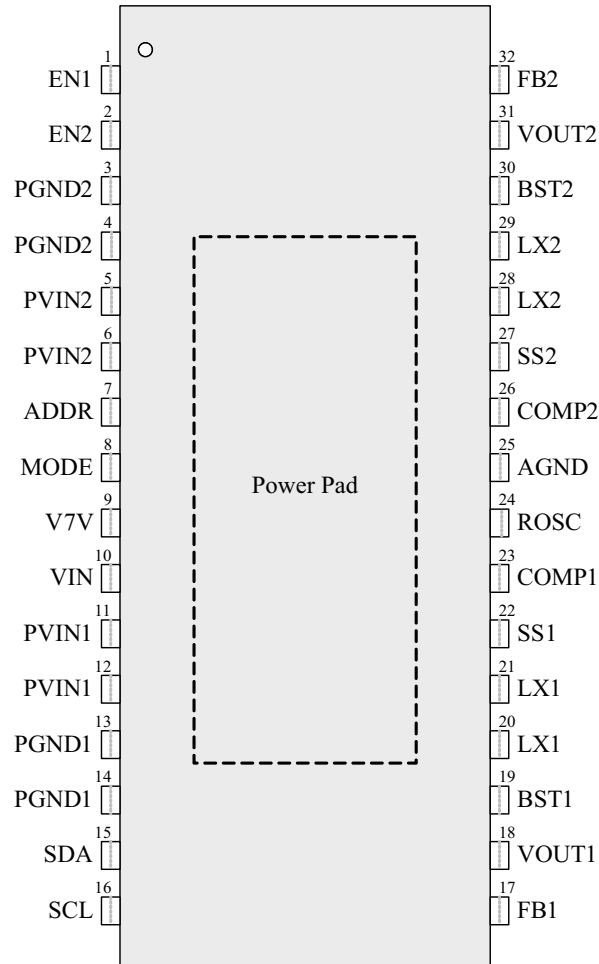 1
EN1
2
EN2
3
PGND2
4
PGND2
5
PVIN2
6
PVIN2
7
ADDR
8
MODE
9
V7V
10
VIN
11
PVIN1
12
PVIN1
13
PGND1
14
PGND1
15
SDA
16
SCL
Power Pad
32
FB2
31
VOUT2
30
BST2
29
LX2
28
LX2
27
SS2
26
COMP2
25
AGND
24
ROSC
23
COMP1
22
SS1
21
LX1
20
LX1
19
BST1
18
VOUT1
17
FB1